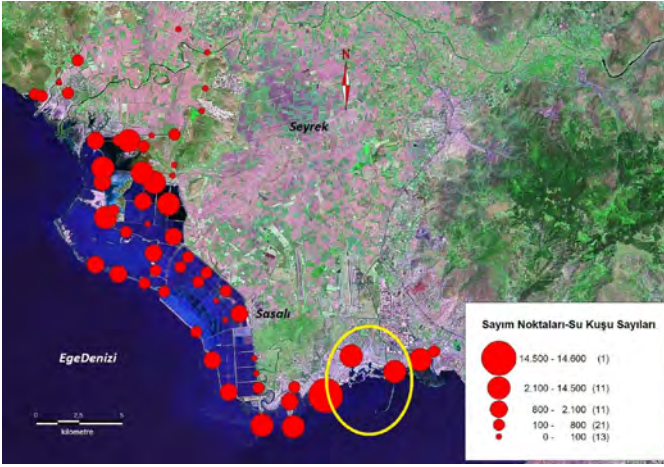 N
Seyrek
Sasalı
EgeDenizi
0 2,5 5
kilometre
Sayım Noktaları-Su Kuşu Sayıları
14.500 - 14.600 (1)
2.100 - 14.500 (11)
800 - 2.100 (11)
100 - 800 (21)
0 - 100 (13)